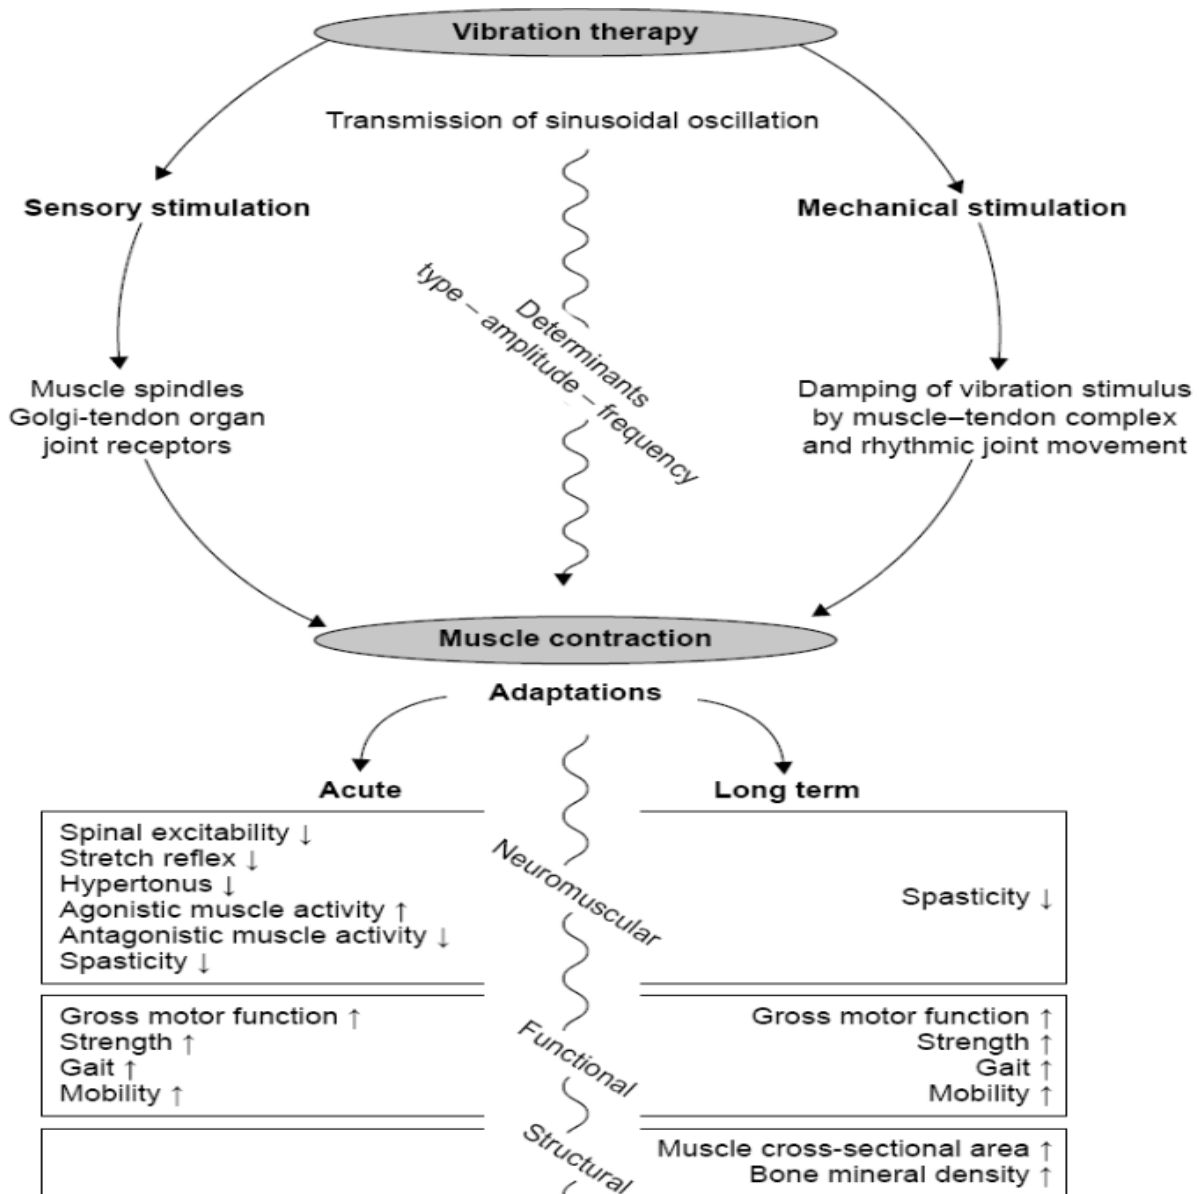 Vibration therapy
Transmission of sinusoidal oscillation
Sensory stimulation
Mechanical stimulation
Determinants
type – amplitude – frequency
Muscle spindles
Golgi-tendon organ
joint receptors
Damping of vibration stimulus
by muscle–tendon complex
and rhythmic joint movement
Muscle contraction
Adaptations
Acute
Long term
Spinal excitability ↓
Stretch reflex ↓
Hypertonus ↓
Agonistic muscle activity ↑
Antagonistic muscle activity ↓
Spasticity ↓
Neuromuscular
Spasticity ↓
Gross motor function ↑
Strength ↑
Gait ↑
Mobility ↑
Functional
Gross motor function ↑
Strength ↑
Gait ↑
Mobility ↑
Structural
Muscle cross-sectional area ↑
Bone mineral density ↑